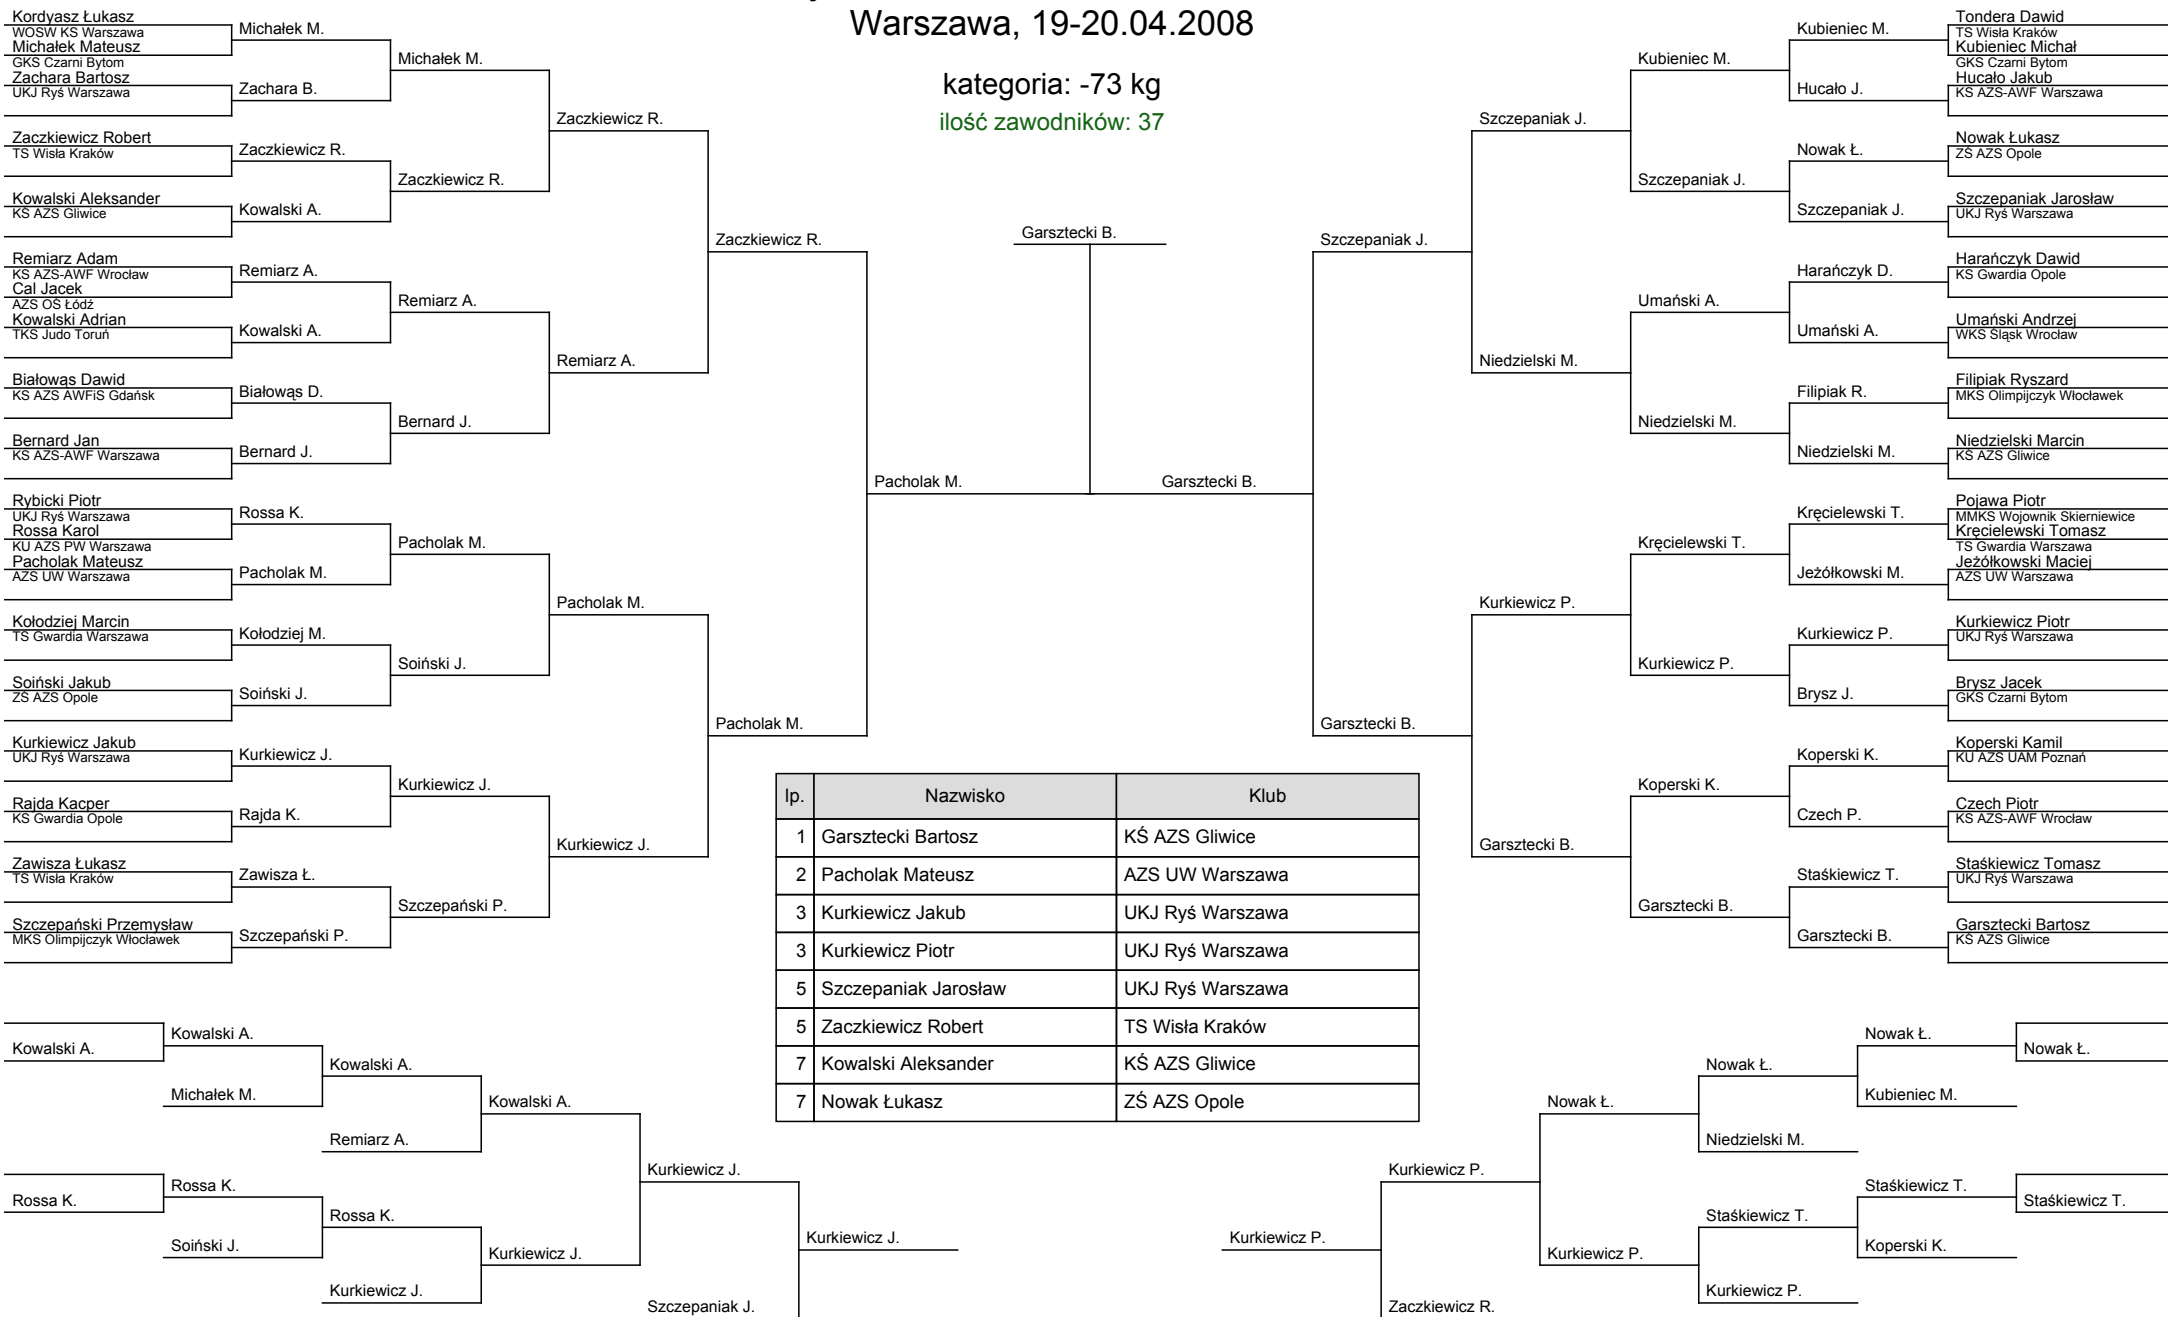 Warszawa, 19-20.04.2008
kategoria: -73 kg
ilość zawodników: 37
Kordyasz Łukasz
WOSW KS Warszawa
Michałek Mateusz
GKS Czarni Bytom
Zachara Bartosz
UKJ Ryś Warszawa
Zaczkiewicz Robert
TS Wisła Kraków
Kowalski Aleksander
KŚ AZS Gliwice
Remiarz Adam
KS AZS-AWF Wrocław
Cal Jacek
AZS OŚ Łódź
Kowalski Adrian
TKS Judo Toruń
Białowąs Dawid
KS AZS AWFiS Gdańsk
Bernard Jan
KS AZS-AWF Warszawa
Rybicki Piotr
UKJ Ryś Warszawa
Rossa Karol
KU AZS PW Warszawa
Pacholak Mateusz
AZS UW Warszawa
Kołodziej Marcin
TS Gwardia Warszawa
Soiński Jakub
ZŚ AZS Opole
Kurkiewicz Jakub
UKJ Ryś Warszawa
Rajda Kacper
KS Gwardia Opole
Zawisza Łukasz
TS Wisła Kraków
Szczepański Przemysław
MKS Olimpijczyk Włocławek
Michałek M.
Zachara B.
Zaczkiewicz R.
Kowalski A.
Remiarz A.
Kowalski A.
Białowąs D.
Bernard J.
Rossa K.
Pacholak M.
Kołodziej M.
Soiński J.
Kurkiewicz J.
Rajda K.
Zawisza Ł.
Szczepański P.
Michałek M.
Zaczkiewicz R.
Remiarz A.
Bernard J.
Pacholak M.
Soiński J.
Kurkiewicz J.
Szczepański P.
Zaczkiewicz R.
Remiarz A.
Pacholak M.
Kurkiewicz J.
Zaczkiewicz R.
Pacholak M.
Pacholak M.
Garsztecki B.
Garsztecki B.
Szczepaniak J.
Garsztecki B.
Szczepaniak J.
Niedzielski M.
Kurkiewicz P.
Garsztecki B.
Kubieniec M.
Szczepaniak J.
Umański A.
Niedzielski M.
Kręcielewski T.
Kurkiewicz P.
Koperski K.
Garsztecki B.
Kubieniec M.
Hucało J.
Nowak Ł.
Szczepaniak J.
Harańczyk D.
Umański A.
Filipiak R.
Niedzielski M.
Kręcielewski T.
Jeżółkowski M.
Kurkiewicz P.
Brysz J.
Koperski K.
Czech P.
Staśkiewicz T.
Garsztecki B.
Tondera Dawid
TS Wisła Kraków
Kubieniec Michał
GKS Czarni Bytom
Hucało Jakub
KS AZS-AWF Warszawa
Nowak Łukasz
ZŚ AZS Opole
Szczepaniak Jarosław
UKJ Ryś Warszawa
Harańczyk Dawid
KS Gwardia Opole
Umański Andrzej
WKS Śląsk Wrocław
Filipiak Ryszard
MKS Olimpijczyk Włocławek
Niedzielski Marcin
KŚ AZS Gliwice
Pojawa Piotr
MMKS Wojownik Skierniewice
Kręcielewski Tomasz
TS Gwardia Warszawa
Jeżółkowski Maciej
AZS UW Warszawa
Kurkiewicz Piotr
UKJ Ryś Warszawa
Brysz Jacek
GKS Czarni Bytom
Koperski Kamil
KU AZS UAM Poznań
Czech Piotr
KS AZS-AWF Wrocław
Staśkiewicz Tomasz
UKJ Ryś Warszawa
Garsztecki Bartosz
KŚ AZS Gliwice
lp. Nazwisko Klub
1 Garsztecki Bartosz KŚ AZS Gliwice
2 Pacholak Mateusz AZS UW Warszawa
3 Kurkiewicz Jakub UKJ Ryś Warszawa
3 Kurkiewicz Piotr UKJ Ryś Warszawa
5 Szczepaniak Jarosław UKJ Ryś Warszawa
5 Zaczkiewicz Robert TS Wisła Kraków
7 Kowalski Aleksander KŚ AZS Gliwice
7 Nowak Łukasz ZŚ AZS Opole
Kowalski A.
Rossa K.
Kowalski A.
Michałek M.
Rossa K.
Soiński J.
Kowalski A.
Remiarz A.
Rossa K.
Kurkiewicz J.
Kowalski A.
Kurkiewicz J.
Kurkiewicz J.
Szczepaniak J.
Kurkiewicz J.
Kurkiewicz P.
Kurkiewicz P.
Zaczkiewicz R.
Nowak Ł.
Kurkiewicz P.
Nowak Ł.
Niedzielski M.
Staśkiewicz T.
Kurkiewicz P.
Nowak Ł.
Kubieniec M.
Staśkiewicz T.
Koperski K.
Nowak Ł.
Staśkiewicz T.